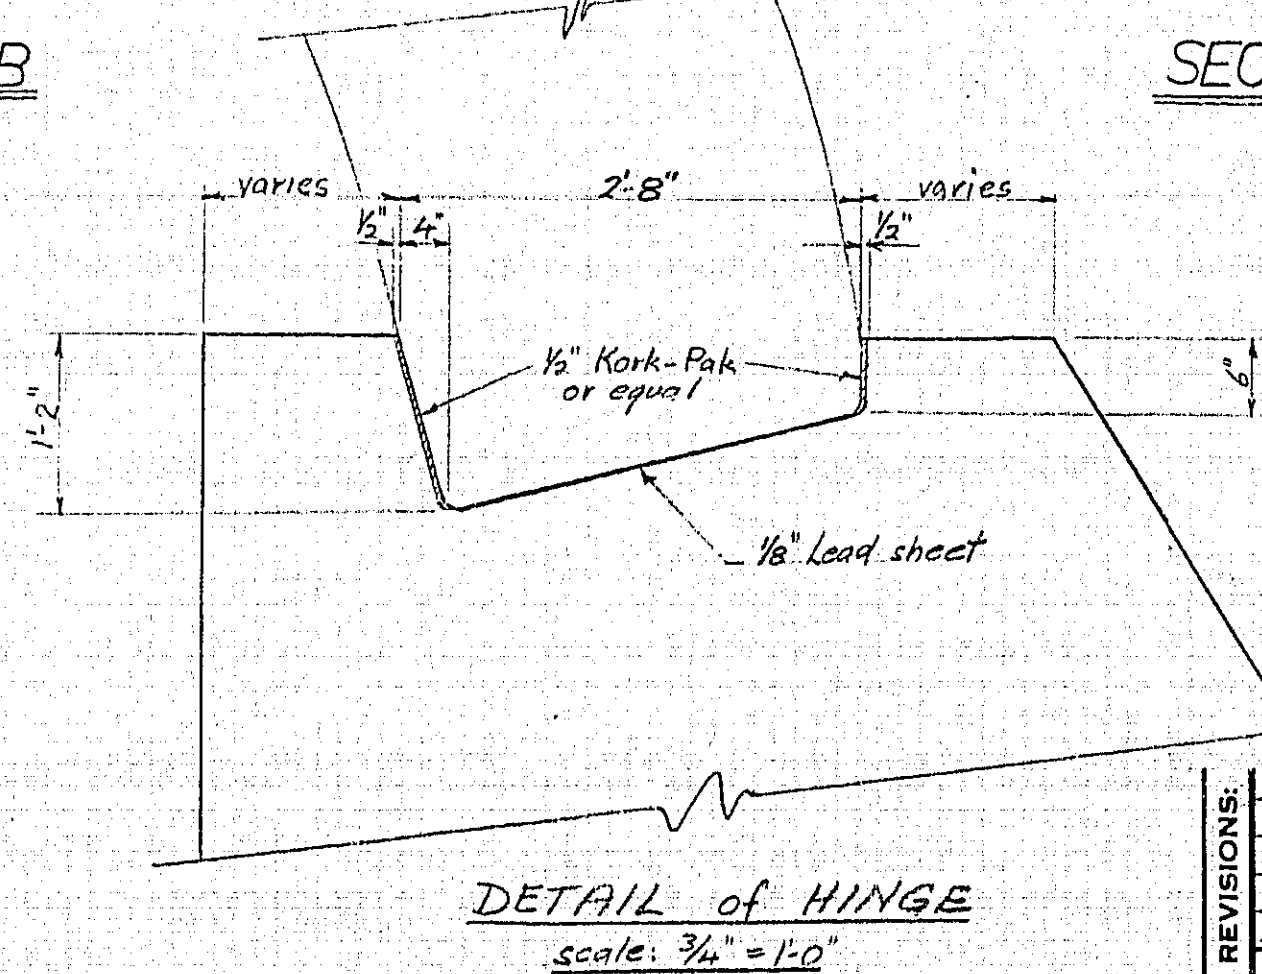 B
SEC
varies 2'-8" varies
½" 4" ½"
½" Kork-Pak
or equal
1'-2"
6"
⅛" Lead sheet
REVISIONS:
DETAIL of HINGE
scale: ¾" = 1'-0"